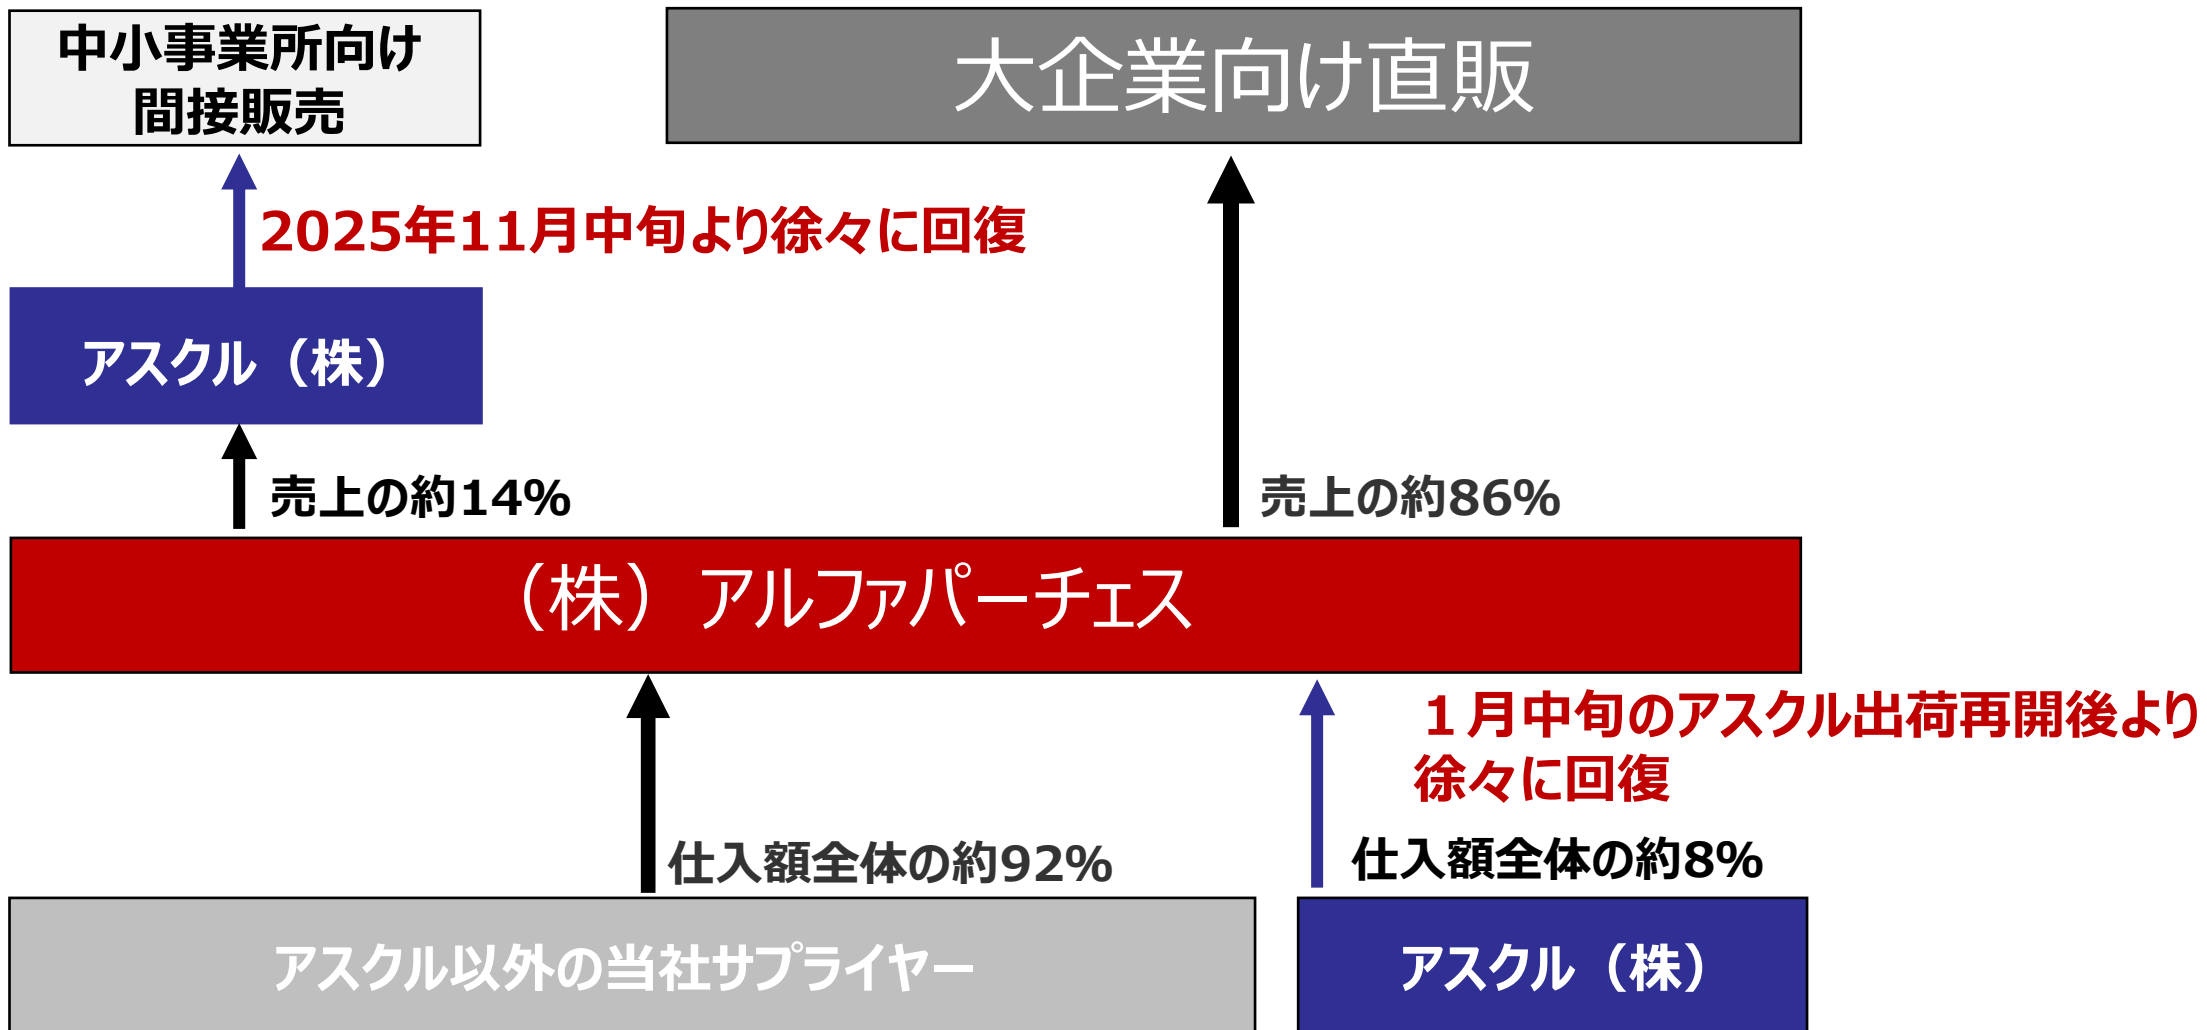 中小事業所向け
間接販売
大企業向け直販
2025年11月中旬より徐々に回復
アスクル（株）
売上の約14%
売上の約86%
（株）アルファパーチェス
１月中旬のアスクル出荷再開後より
徐々に回復
仕入額全体の約92%
仕入額全体の約8%
アスクル以外の当社サプライヤー
アスクル（株）